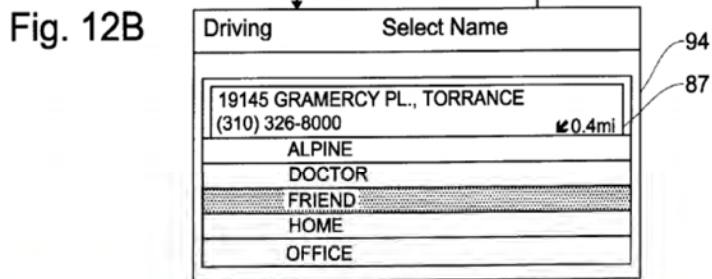 Fig. 12B
Driving Select Name
94
87
19145 GRAMERCY PL., TORRANCE
(310) 326-8000 0.4mi
ALPINE
DOCTOR
FRIEND
HOME
OFFICE